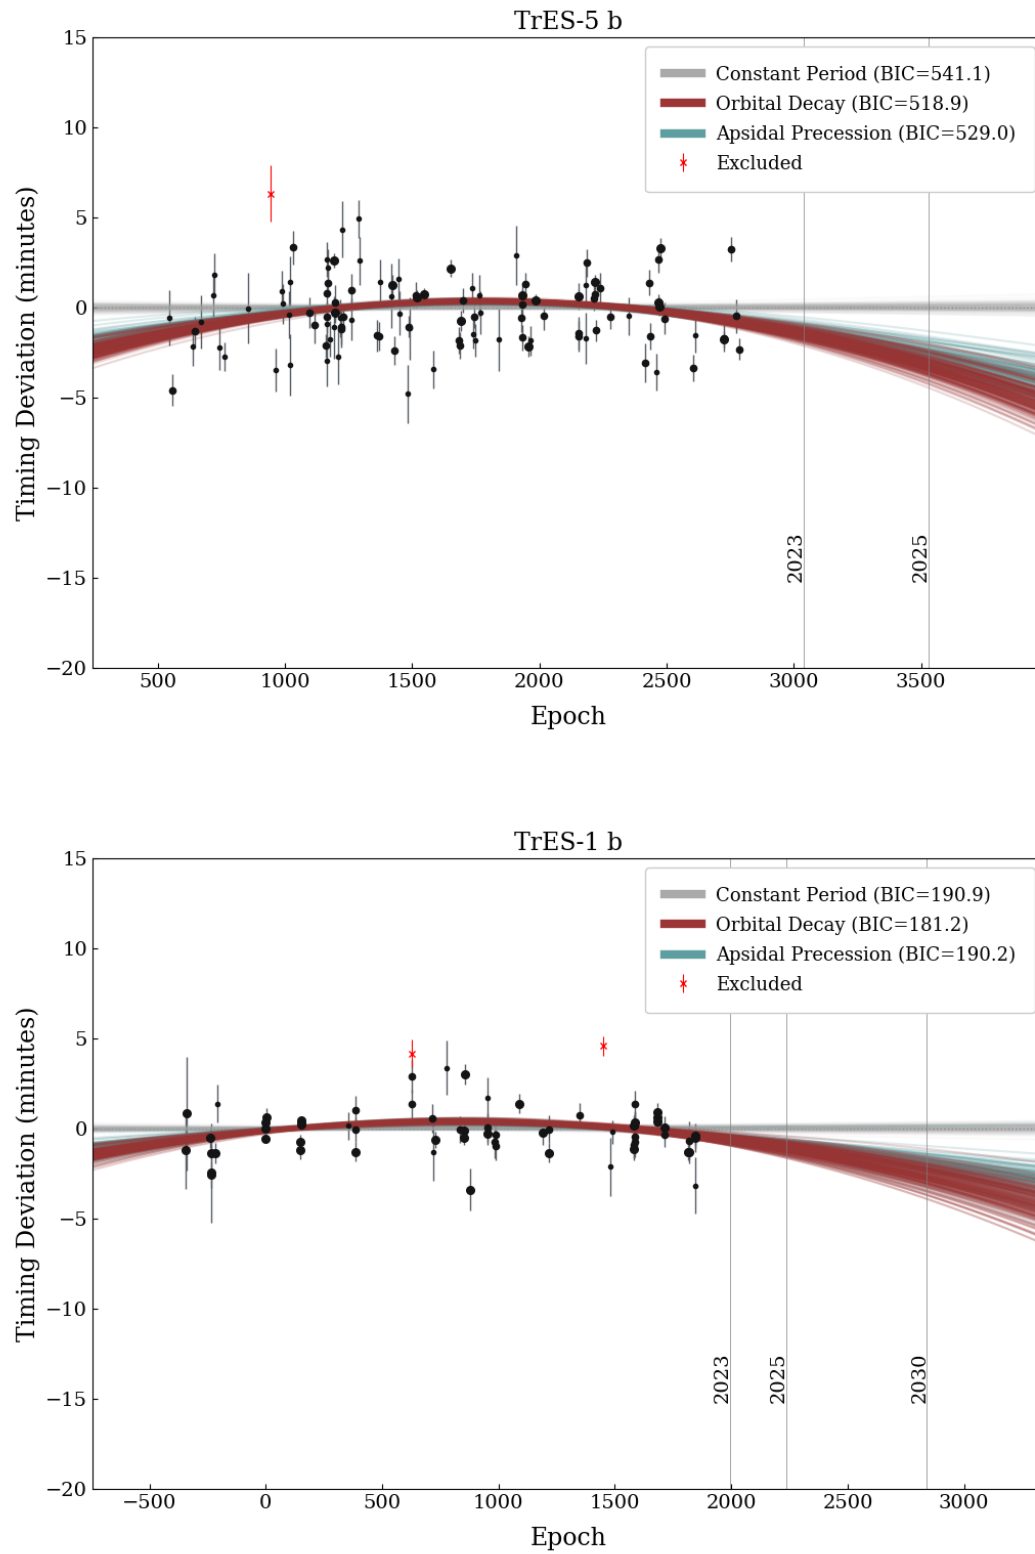 TrES-5 b
Constant Period (BIC=541.1)
Orbital Decay (BIC=518.9)
Apsidal Precession (BIC=529.0)
Excluded
Timing Deviation (minutes)
15
10
5
0
−5
−10
−15
−20
2023
2025
500
1000
1500
2000
2500
3000
3500
Epoch
TrES-1 b
Constant Period (BIC=190.9)
Orbital Decay (BIC=181.2)
Apsidal Precession (BIC=190.2)
Excluded
Timing Deviation (minutes)
15
10
5
0
−5
−10
−15
−20
2023
2025
2030
−500
0
500
1000
1500
2000
2500
3000
Epoch